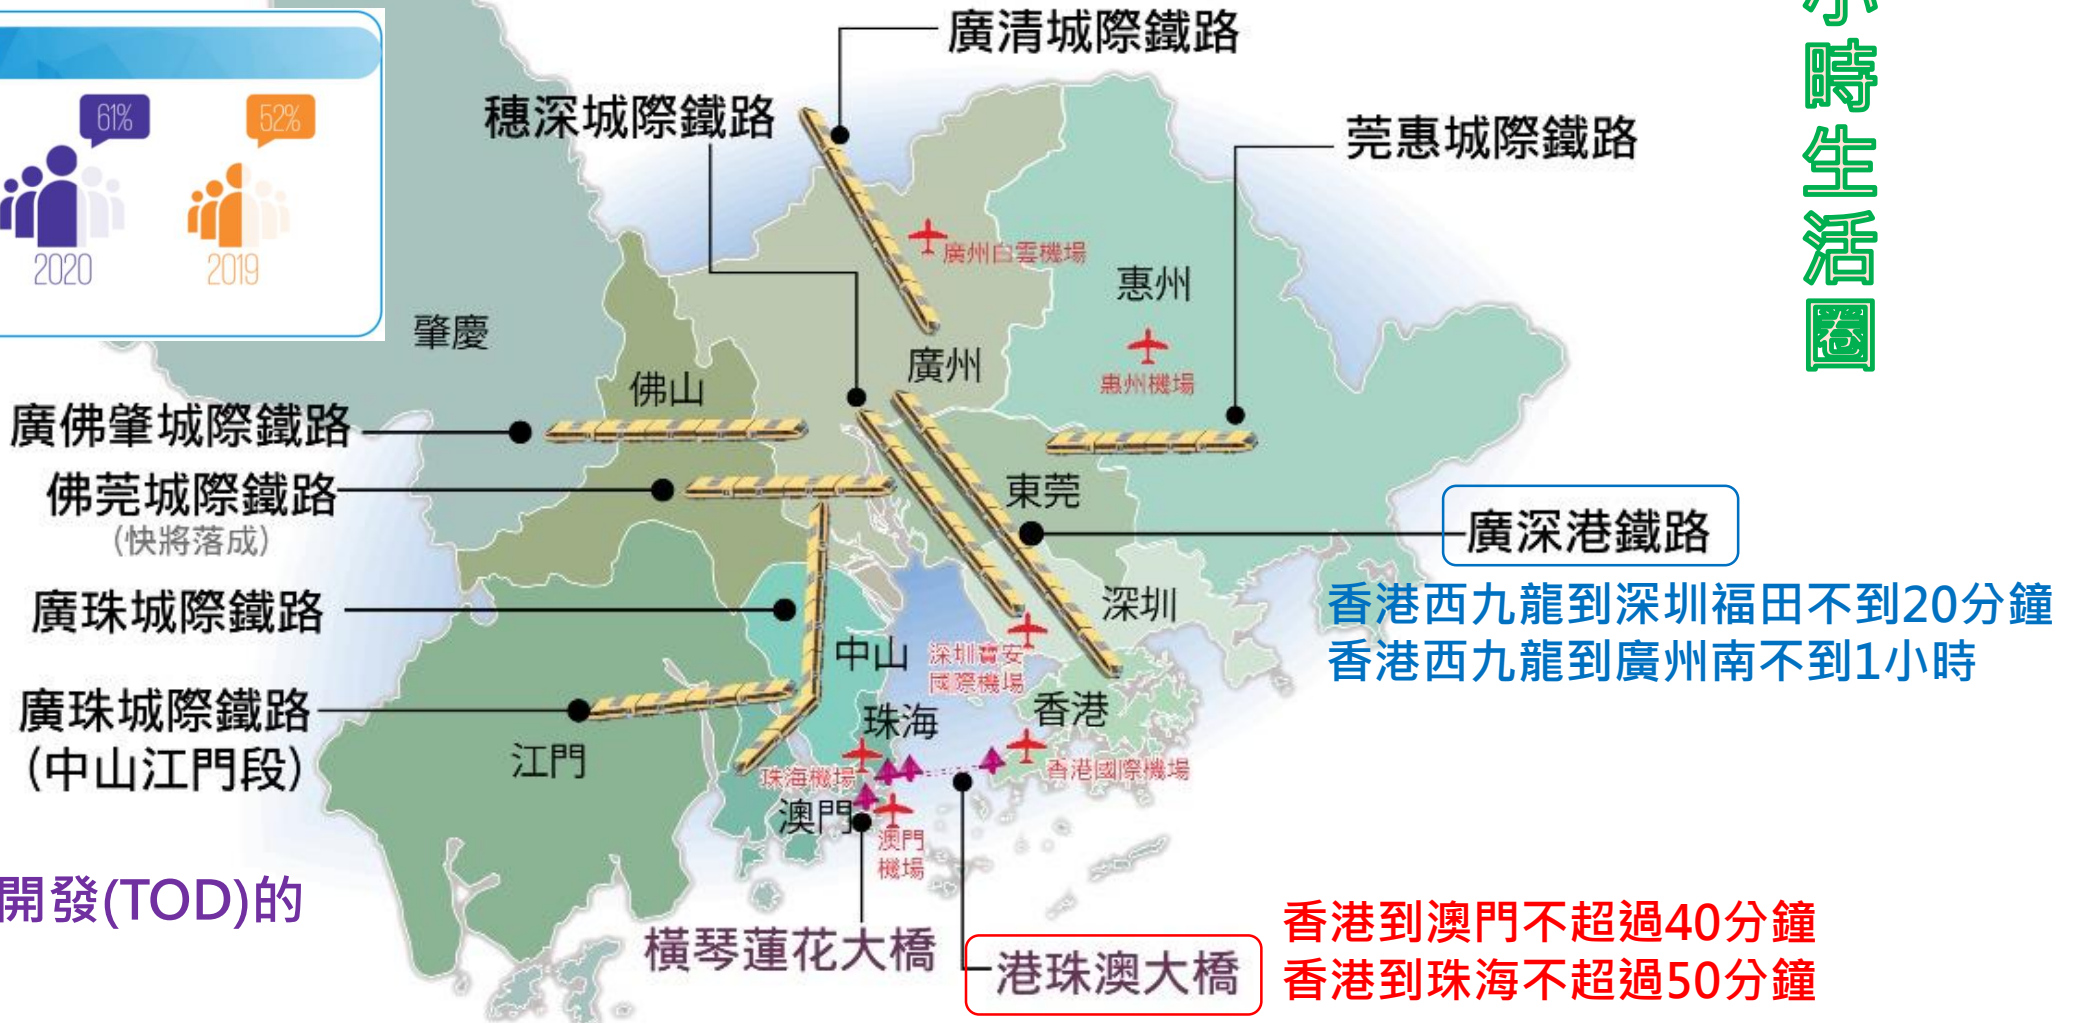 廣清城際鐵路
穗深城際鐵路
莞惠城際鐵路
小時生活圈
61%
52%
2020
2019
廣州白雲機場
惠州
肇慶
惠州機場
廣州
佛山
廣佛肇城際鐵路
佛莞城際鐵路
(快將落成)
東莞
廣深港鐵路
香港西九龍到深圳福田不到20分鐘
香港西九龍到廣州南不到1小時
廣珠城際鐵路
深圳
中山
深圳寶安
國際機場
廣珠城際鐵路
(中山江門段)
珠海
香港
江門
珠海機場
香港國際機場
澳門
澳門
機場
開發(TOD)的
橫琴蓮花大橋
港珠澳大橋
香港到澳門不超過40分鐘
香港到珠海不超過50分鐘